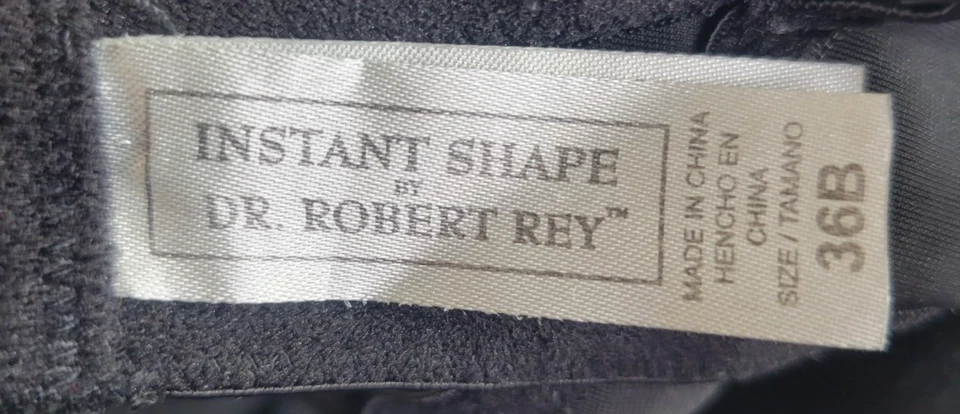 INSTANT SHAPE
BY
DR. ROBERT REY™
MADE IN CHINA
HENCHO EN
CHINA
SIZE / TAMANO
36B